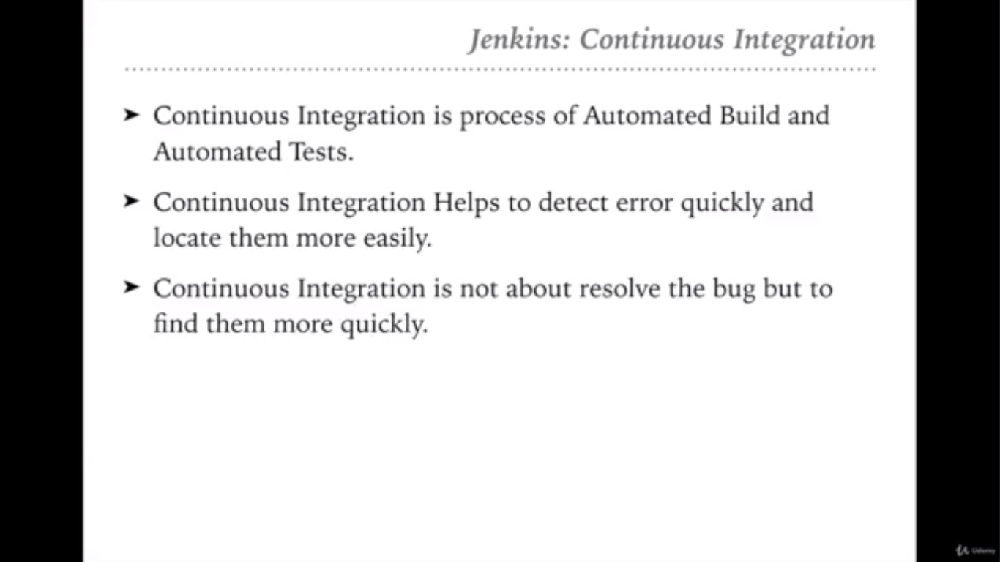 Jenkins: Continuous Integration
➤ Continuous Integration is process of Automated Build and
Automated Tests.
➤ Continuous Integration Helps to detect error quickly and
locate them more easily.
➤ Continuous Integration is not about resolve the bug but to
find them more quickly.
Udemy